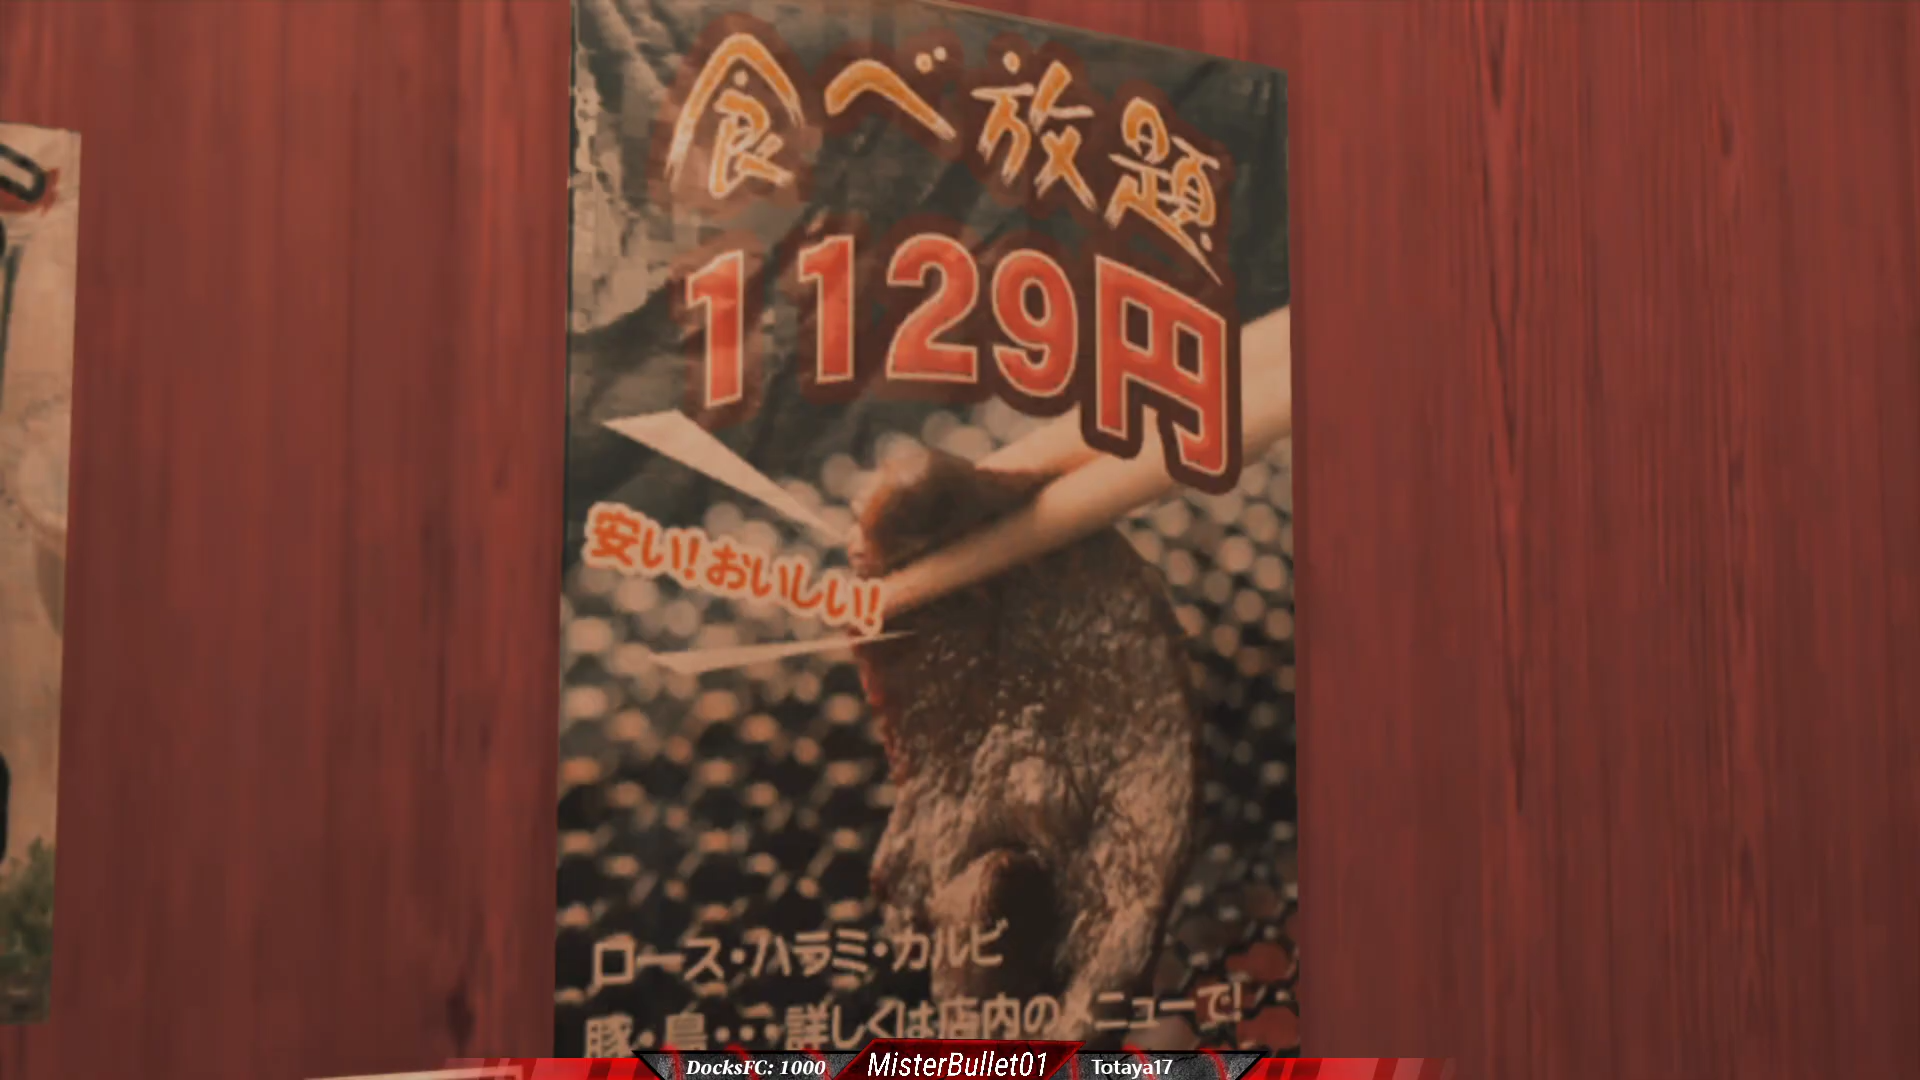 食べ放題
1129円
安い!おいしい!
ロース・ハラミ・カルビ
豚・鳥・・・詳しくは店内のメニューで!
DocksFC: 1000
MisterBullet01
Totaya17